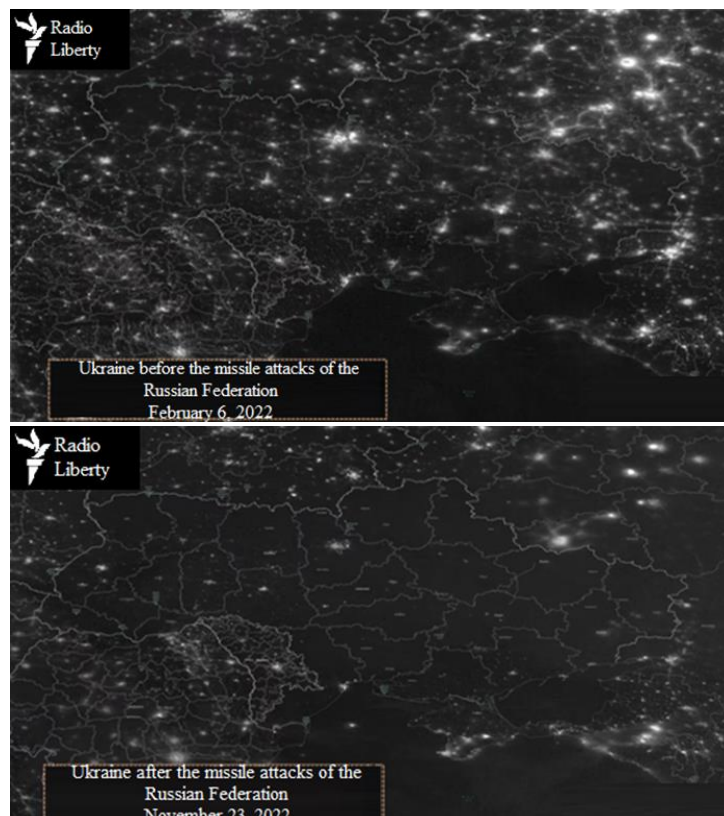 Radio
Liberty
Ukraine before the missile attacks of the
Russian Federation
February 6, 2022
Radio
Liberty
Ukraine after the missile attacks of the
Russian Federation
November 23, 2022